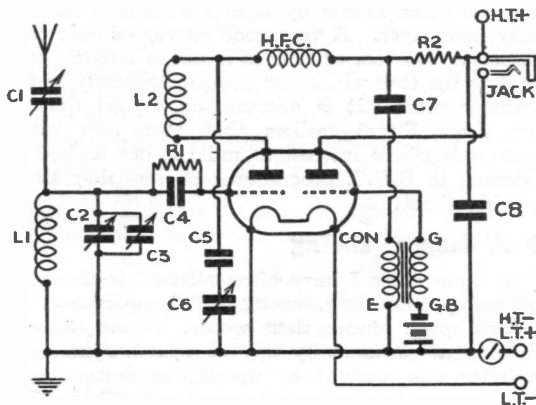 H.T.+
H.F.C.
R2
JACK
C1
L2
C7
R1
C4
C8
L1
C2
C3
C5
CON
G
C6
E
G.B
H.T.-
L.T.+
L.T.-